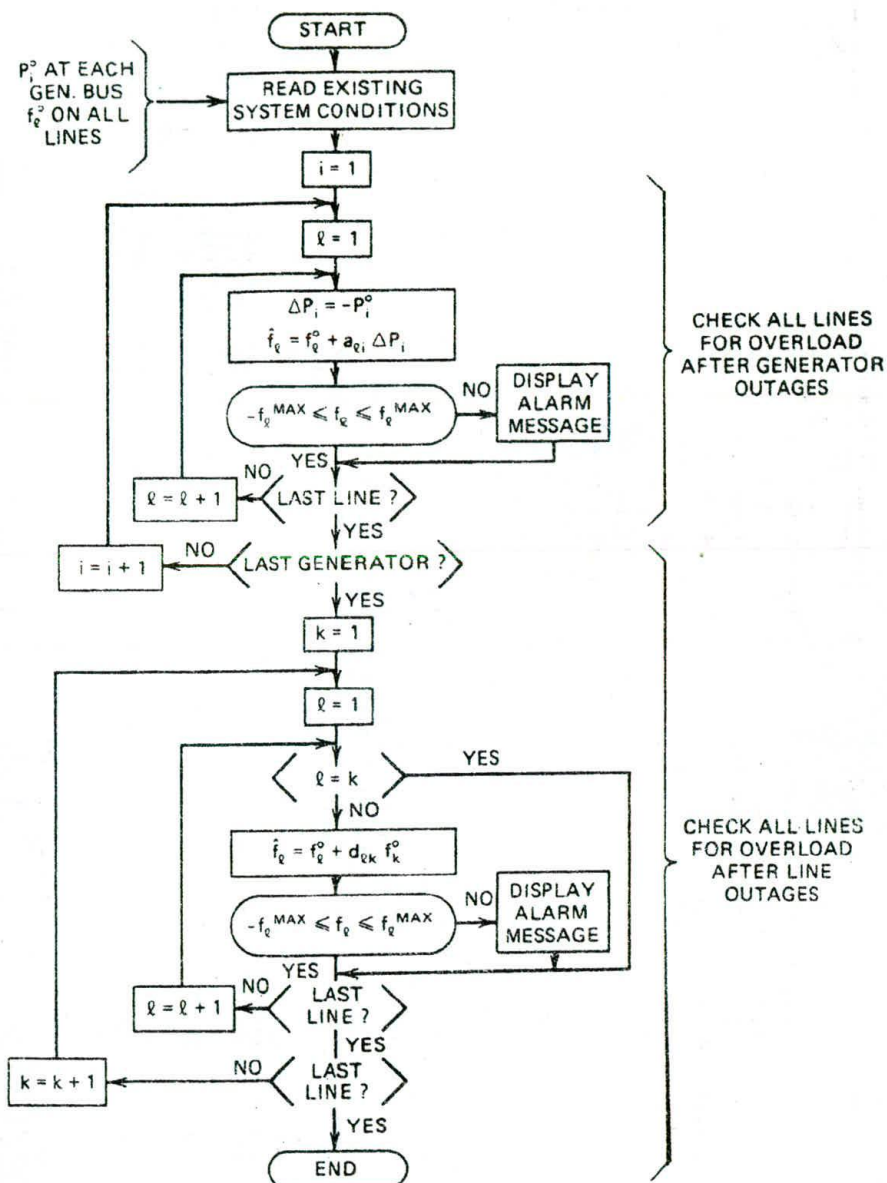 START
P_i° AT EACH
GEN. BUS
f_ℓ° ON ALL
LINES
READ EXISTING
SYSTEM CONDITIONS
i = 1
ℓ = 1
ΔP_i = -P_i°
f̂_ℓ = f_ℓ° + a_ℓi ΔP_i
-f_ℓ^MAX ⩽ f_ℓ ⩽ f_ℓ^MAX
NO
DISPLAY
ALARM
MESSAGE
YES
CHECK ALL LINES
FOR OVERLOAD
AFTER GENERATOR
OUTAGES
LAST LINE ?
NO
ℓ = ℓ + 1
YES
LAST GENERATOR ?
NO
i = i + 1
YES
k = 1
ℓ = 1
ℓ = k
YES
NO
f̂_ℓ = f_ℓ° + d_ℓk f_k°
-f_ℓ^MAX ⩽ f_ℓ ⩽ f_ℓ^MAX
NO
DISPLAY
ALARM
MESSAGE
YES
CHECK ALL LINES
FOR OVERLOAD
AFTER LINE
OUTAGES
LAST
LINE ?
NO
ℓ = ℓ + 1
YES
LAST
LINE ?
NO
k = k + 1
YES
END